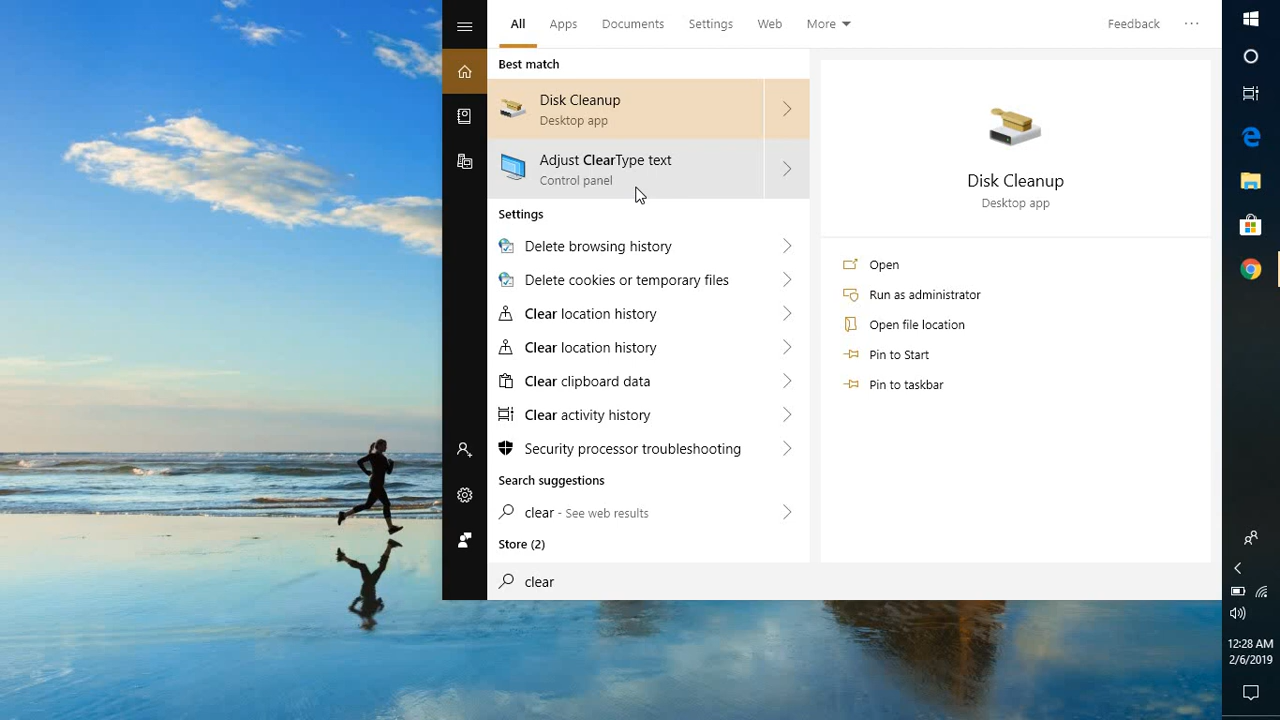 All Apps Documents Settings Web More Feedback ...
Best match
Disk Cleanup
Desktop app
Adjust ClearType text
Control panel
Settings
Delete browsing history
Delete cookies or temporary files
Clear location history
Clear location history
Clear clipboard data
Clear activity history
Security processor troubleshooting
Search suggestions
clear - See web results
Store (2)
clear
Disk Cleanup
Desktop app
Open
Run as administrator
Open file location
Pin to Start
Pin to taskbar
12:28 AM
2/6/2019